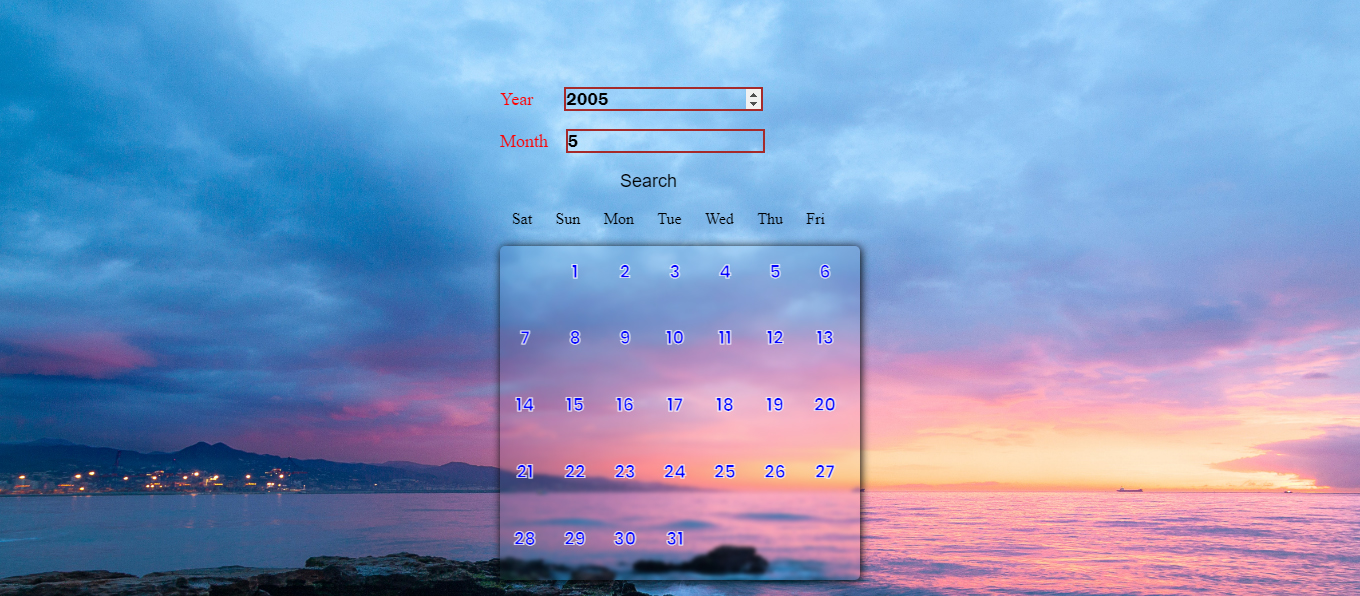 Year 2005
Month 5
Search
Sat Sun Mon Tue Wed Thu Fri
1 2 3 4 5 6
7 8 9 10 11 12 13
14 15 16 17 18 19 20
21 22 23 24 25 26 27
28 29 30 31